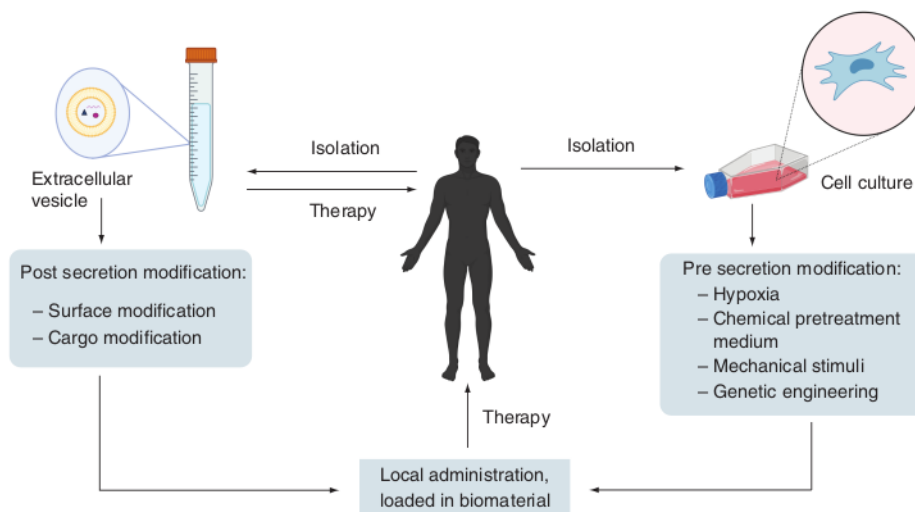 Isolation
Therapy
Isolation
Extracellular
vesicle
Cell culture
Post secretion modification:
– Surface modification
– Cargo modification
Pre secretion modification:
– Hypoxia
– Chemical pretreatment
medium
– Mechanical stimuli
– Genetic engineering
Therapy
Local administration,
loaded in biomaterial